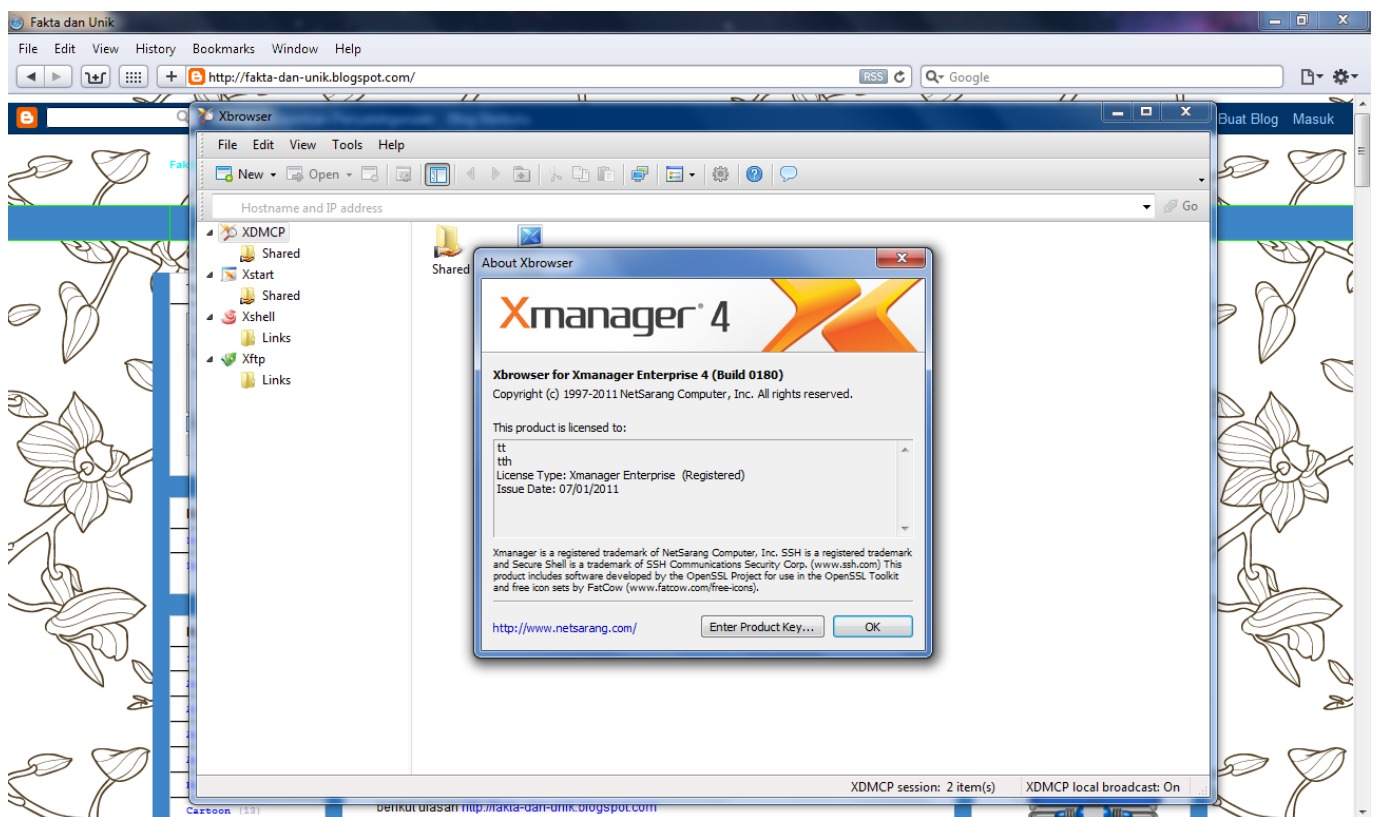 Fakta dan Unik
File Edit View History Bookmarks Window Help
http://fakta-dan-unik.blogspot.com/
RSS
Google
Buat Blog Masuk
Xbrowser
File Edit View Tools Help
New Open
Hostname and IP address
Go
XDMCP
Shared
Xstart
Shared
Xshell
Links
Xftp
Links
Shared
About Xbrowser
Xmanager 4
Xbrowser for Xmanager Enterprise 4 (Build 0180)
Copyright (c) 1997-2011 NetSarang Computer, Inc. All rights reserved.
This product is licensed to:
tt
tth
License Type: Xmanager Enterprise (Registered)
Issue Date: 07/01/2011
Xmanager is a registered trademark of NetSarang Computer, Inc. SSH is a registered trademark
and Secure Shell is a trademark of SSH Communications Security Corp. (www.ssh.com) This
product includes software developed by the OpenSSL Project for use in the OpenSSL Toolkit
and free icon sets by FatCow (www.fatcow.com/free-icons).
http://www.netsarang.com/
Enter Product Key...
OK
XDMCP session: 2 item(s)
XDMCP local broadcast: On
Cartoon (13)
berikut ulasan http://fakta-dan-unik.blogspot.com